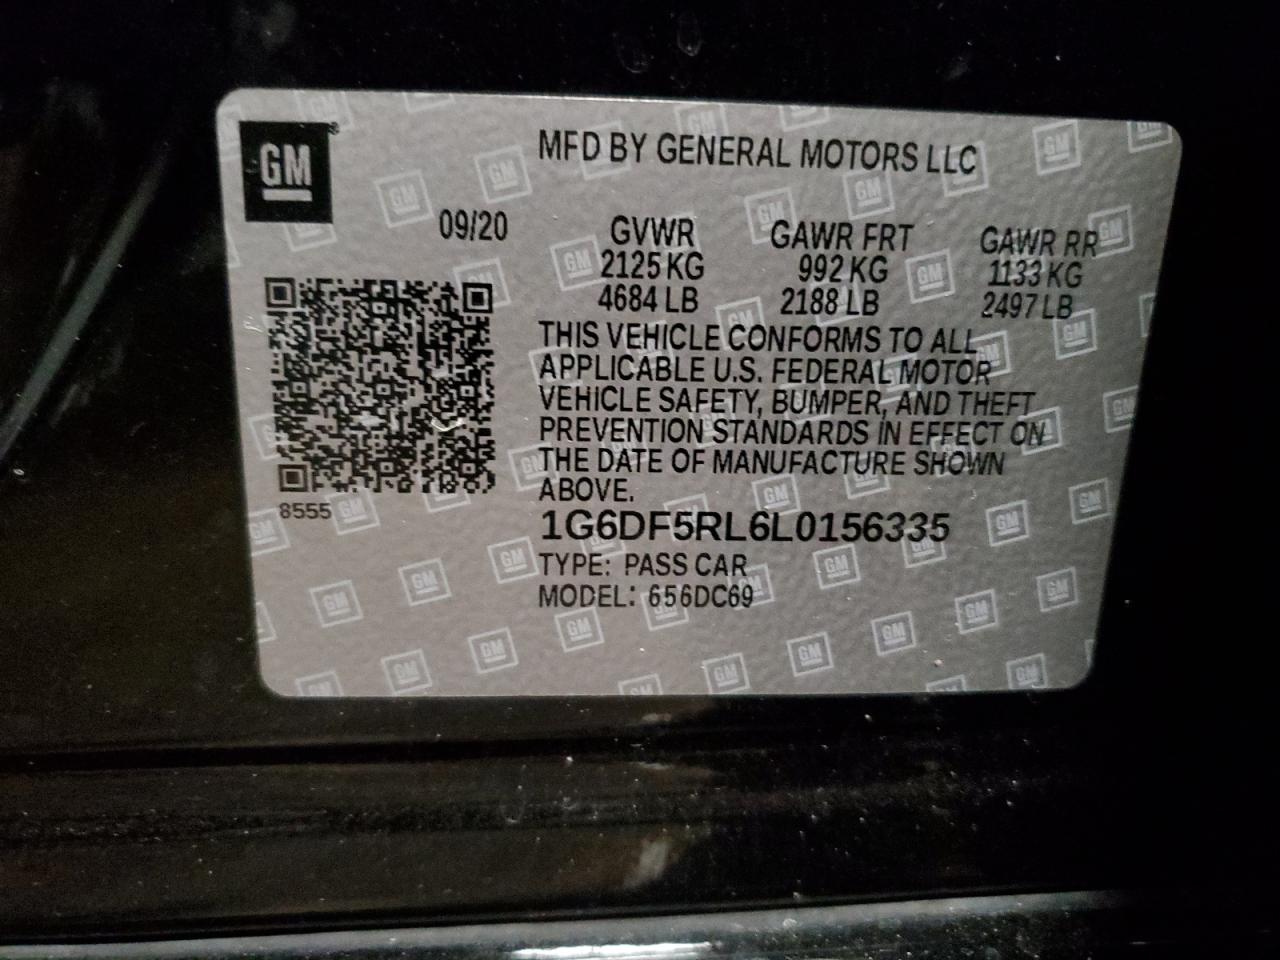 GM
MFD BY GENERAL MOTORS LLC
09/20 GVWR GAWR FRT GAWR RR
2125 KG 992 KG 1133 KG
4684 LB 2188 LB 2497 LB
THIS VEHICLE CONFORMS TO ALL
APPLICABLE U.S. FEDERAL MOTOR
VEHICLE SAFETY, BUMPER, AND THEFT
PREVENTION STANDARDS IN EFFECT ON
THE DATE OF MANUFACTURE SHOWN
ABOVE.
8555
1G6DF5RL6L0156335
TYPE: PASS CAR
MODEL: 656DC69